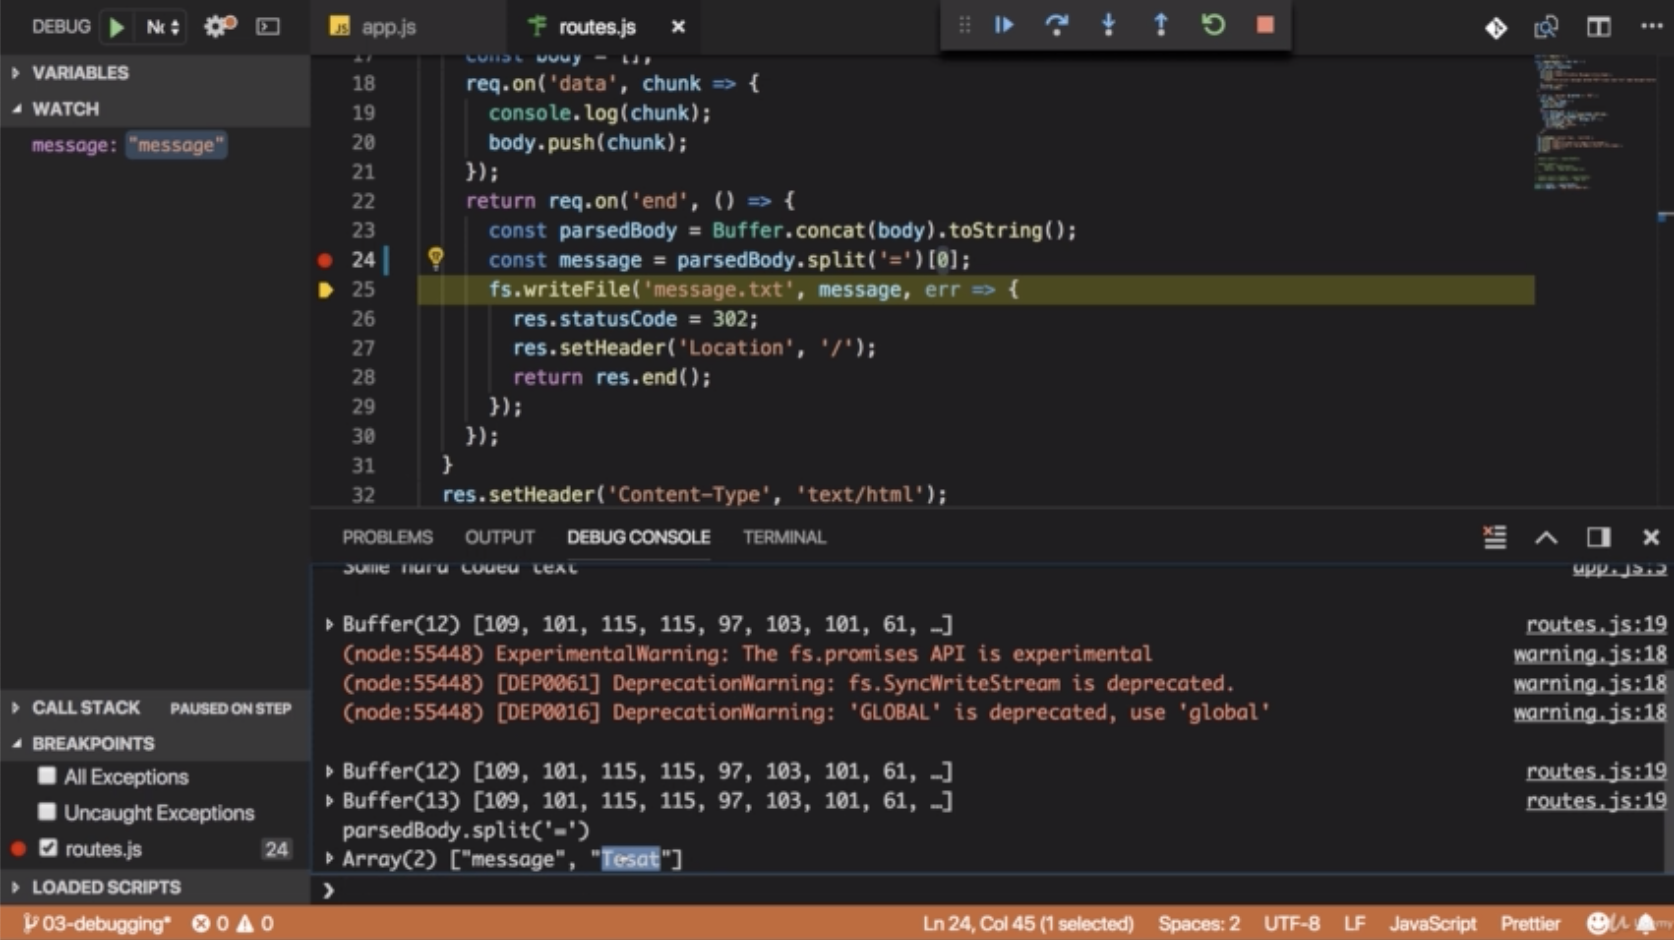 DEBUG
app.js
routes.js
VARIABLES
WATCH
message: "message"
17 const body = [];
18 req.on('data', chunk => {
19 console.log(chunk);
20 body.push(chunk);
21 });
22 return req.on('end', () => {
23 const parsedBody = Buffer.concat(body).toString();
24 const message = parsedBody.split('=')[0];
25 fs.writeFile('message.txt', message, err => {
26 res.statusCode = 302;
27 res.setHeader('Location', '/');
28 return res.end();
29 });
30 });
31 }
32 res.setHeader('Content-Type', 'text/html');
PROBLEMS OUTPUT DEBUG CONSOLE TERMINAL
Some hard coded text app.js:5
Buffer(12) [109, 101, 115, 115, 97, 103, 101, 61, …] routes.js:19
(node:55448) ExperimentalWarning: The fs.promises API is experimental warning.js:18
(node:55448) [DEP0061] DeprecationWarning: fs.SyncWriteStream is deprecated. warning.js:18
(node:55448) [DEP0016] DeprecationWarning: 'GLOBAL' is deprecated, use 'global' warning.js:18
Buffer(12) [109, 101, 115, 115, 97, 103, 101, 61, …] routes.js:19
Buffer(13) [109, 101, 115, 115, 97, 103, 101, 61, …] routes.js:19
parsedBody.split('=')
Array(2) ["message", "Tesat"]
CALL STACK PAUSED ON STEP
BREAKPOINTS
All Exceptions
Uncaught Exceptions
routes.js 24
LOADED SCRIPTS
03-debugging* 0 0
Ln 24, Col 45 (1 selected) Spaces: 2 UTF-8 LF JavaScript Prettier